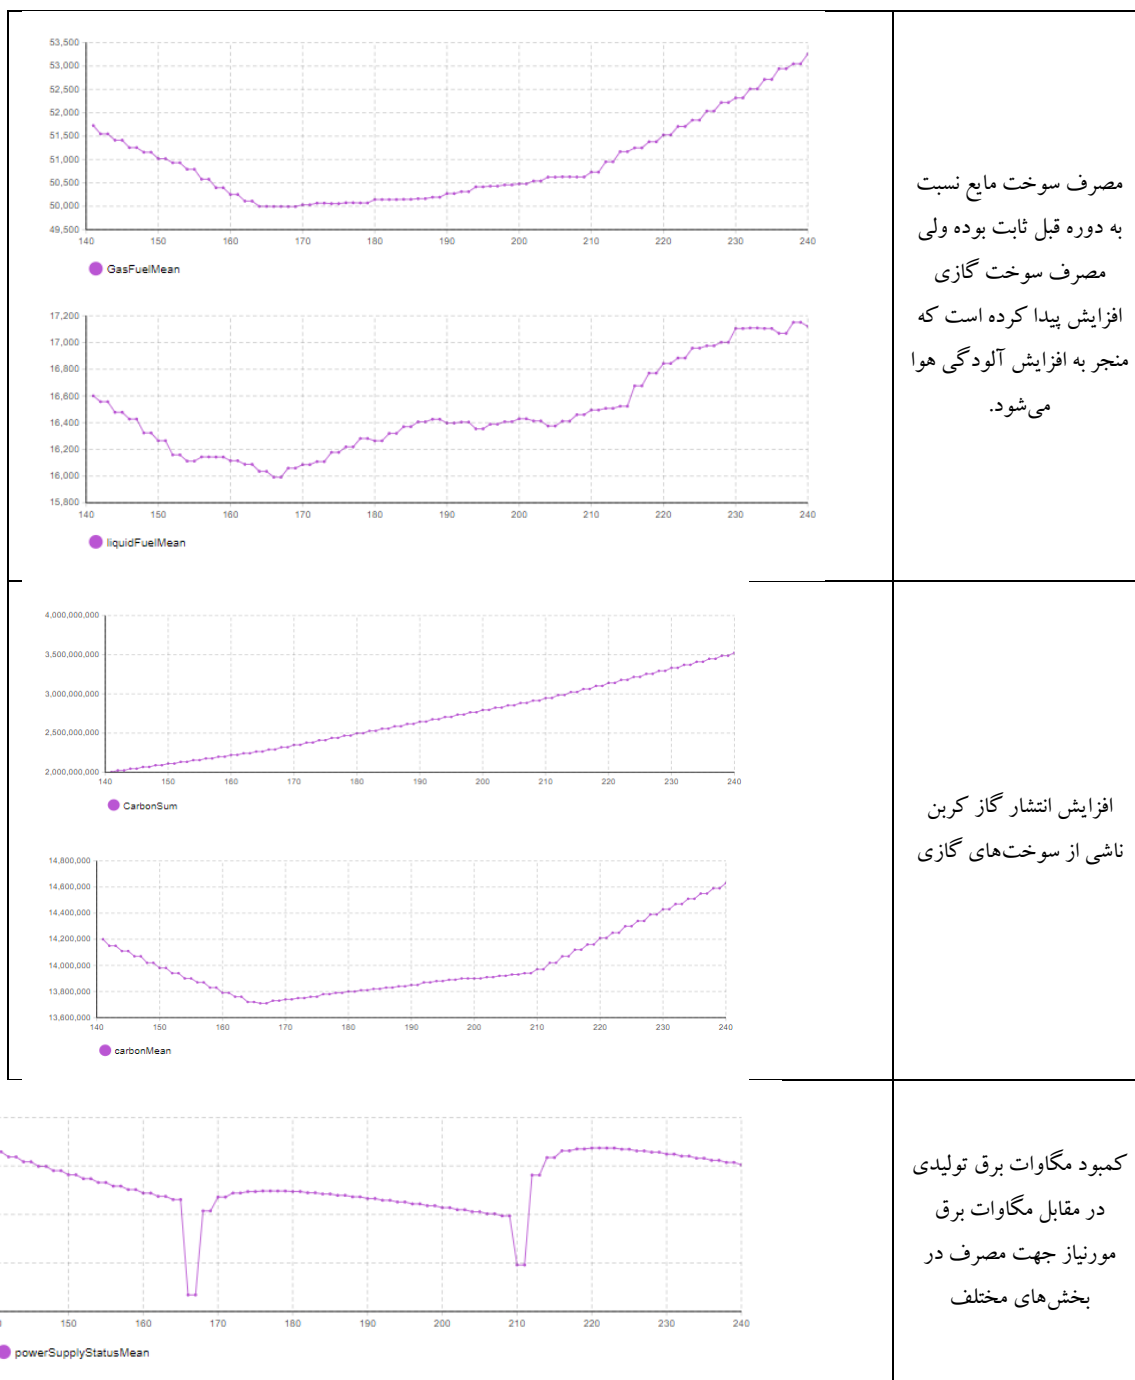 53,500
53,000
52,500
52,000
51,500
51,000
50,500
50,000
49,500
140 150 160 170 180 190 200 210 220 230 240
GasFuelMean
17,200
17,000
16,800
16,600
16,400
16,200
16,000
15,800
140 150 160 170 180 190 200 210 220 230 240
liquidFuelMean
مصرف سوخت مایع نسبت
به دوره قبل ثابت بوده ولی
مصرف سوخت گازی
افزایش پیدا کرده است که
منجر به افزایش آلودگی هوا
می‌شود.
4,000,000,000
3,500,000,000
3,000,000,000
2,500,000,000
2,000,000,000
140 150 160 170 180 190 200 210 220 230 240
CarbonSum
14,800,000
14,600,000
14,400,000
14,200,000
14,000,000
13,800,000
13,600,000
140 150 160 170 180 190 200 210 220 230 240
carbonMean
افزایش انتشار گاز کربن
ناشی از سوخت‌های گازی
150 160 170 180 190 200 210 220 230 240
powerSupplyStatusMean
کمبود مگاوات برق تولیدی
در مقابل مگاوات برق
مورنیاز جهت مصرف در
بخش‌های مختلف